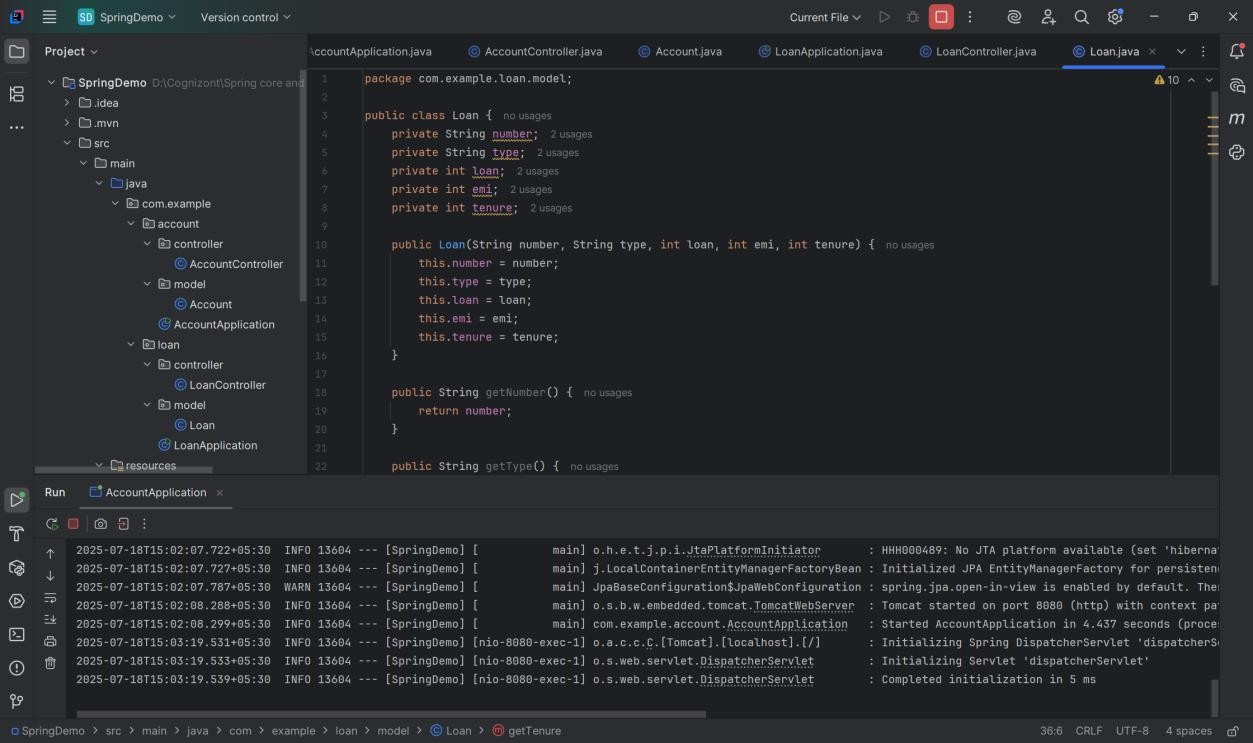 SD SpringDemo Version control Current File
Project
SpringDemo D:\Cognizont\Spring core and
.idea
.mvn
src
main
java
com.example
account
controller
AccountController
model
Account
AccountApplication
loan
controller
LoanController
model
Loan
LoanApplication
resources
AccountApplication.java AccountController.java Account.java LoanApplication.java LoanController.java Loan.java
10
1 package com.example.loan.model;
2
3 public class Loan { no usages
4 private String number; 2 usages
5 private String type; 2 usages
6 private int loan; 2 usages
7 private int emi; 2 usages
8 private int tenure; 2 usages
9
10 public Loan(String number, String type, int loan, int emi, int tenure) { no usages
11 this.number = number;
12 this.type = type;
13 this.loan = loan;
14 this.emi = emi;
15 this.tenure = tenure;
16 }
17
18 public String getNumber() { no usages
19 return number;
20 }
21
22 public String getType() { no usages
m
Run AccountApplication
2025-07-18T15:02:07.722+05:30 INFO 13604 --- [SpringDemo] [ main] o.h.e.t.j.p.i.JtaPlatformInitiator : HHH000489: No JTA platform available (set 'hiberna
2025-07-18T15:02:07.727+05:30 INFO 13604 --- [SpringDemo] [ main] j.LocalContainerEntityManagerFactoryBean : Initialized JPA EntityManagerFactory for persisten
2025-07-18T15:02:07.787+05:30 WARN 13604 --- [SpringDemo] [ main] JpaBaseConfiguration$JpaWebConfiguration : spring.jpa.open-in-view is enabled by default. The
2025-07-18T15:02:08.288+05:30 INFO 13604 --- [SpringDemo] [ main] o.s.b.w.embedded.tomcat.TomcatWebServer : Tomcat started on port 8080 (http) with context pa
2025-07-18T15:02:08.299+05:30 INFO 13604 --- [SpringDemo] [ main] com.example.account.AccountApplication : Started AccountApplication in 4.437 seconds (proce
2025-07-18T15:03:19.531+05:30 INFO 13604 --- [SpringDemo] [nio-8080-exec-1] o.a.c.c.C.[Tomcat].[localhost].[/] : Initializing Spring DispatcherServlet 'dispatcherS
2025-07-18T15:03:19.533+05:30 INFO 13604 --- [SpringDemo] [nio-8080-exec-1] o.s.web.servlet.DispatcherServlet : Initializing Servlet 'dispatcherServlet'
2025-07-18T15:03:19.539+05:30 INFO 13604 --- [SpringDemo] [nio-8080-exec-1] o.s.web.servlet.DispatcherServlet : Completed initialization in 5 ms
SpringDemo > src > main > java > com > example > loan > model > Loan > getTenure 36:6 CRLF UTF-8 4 spaces